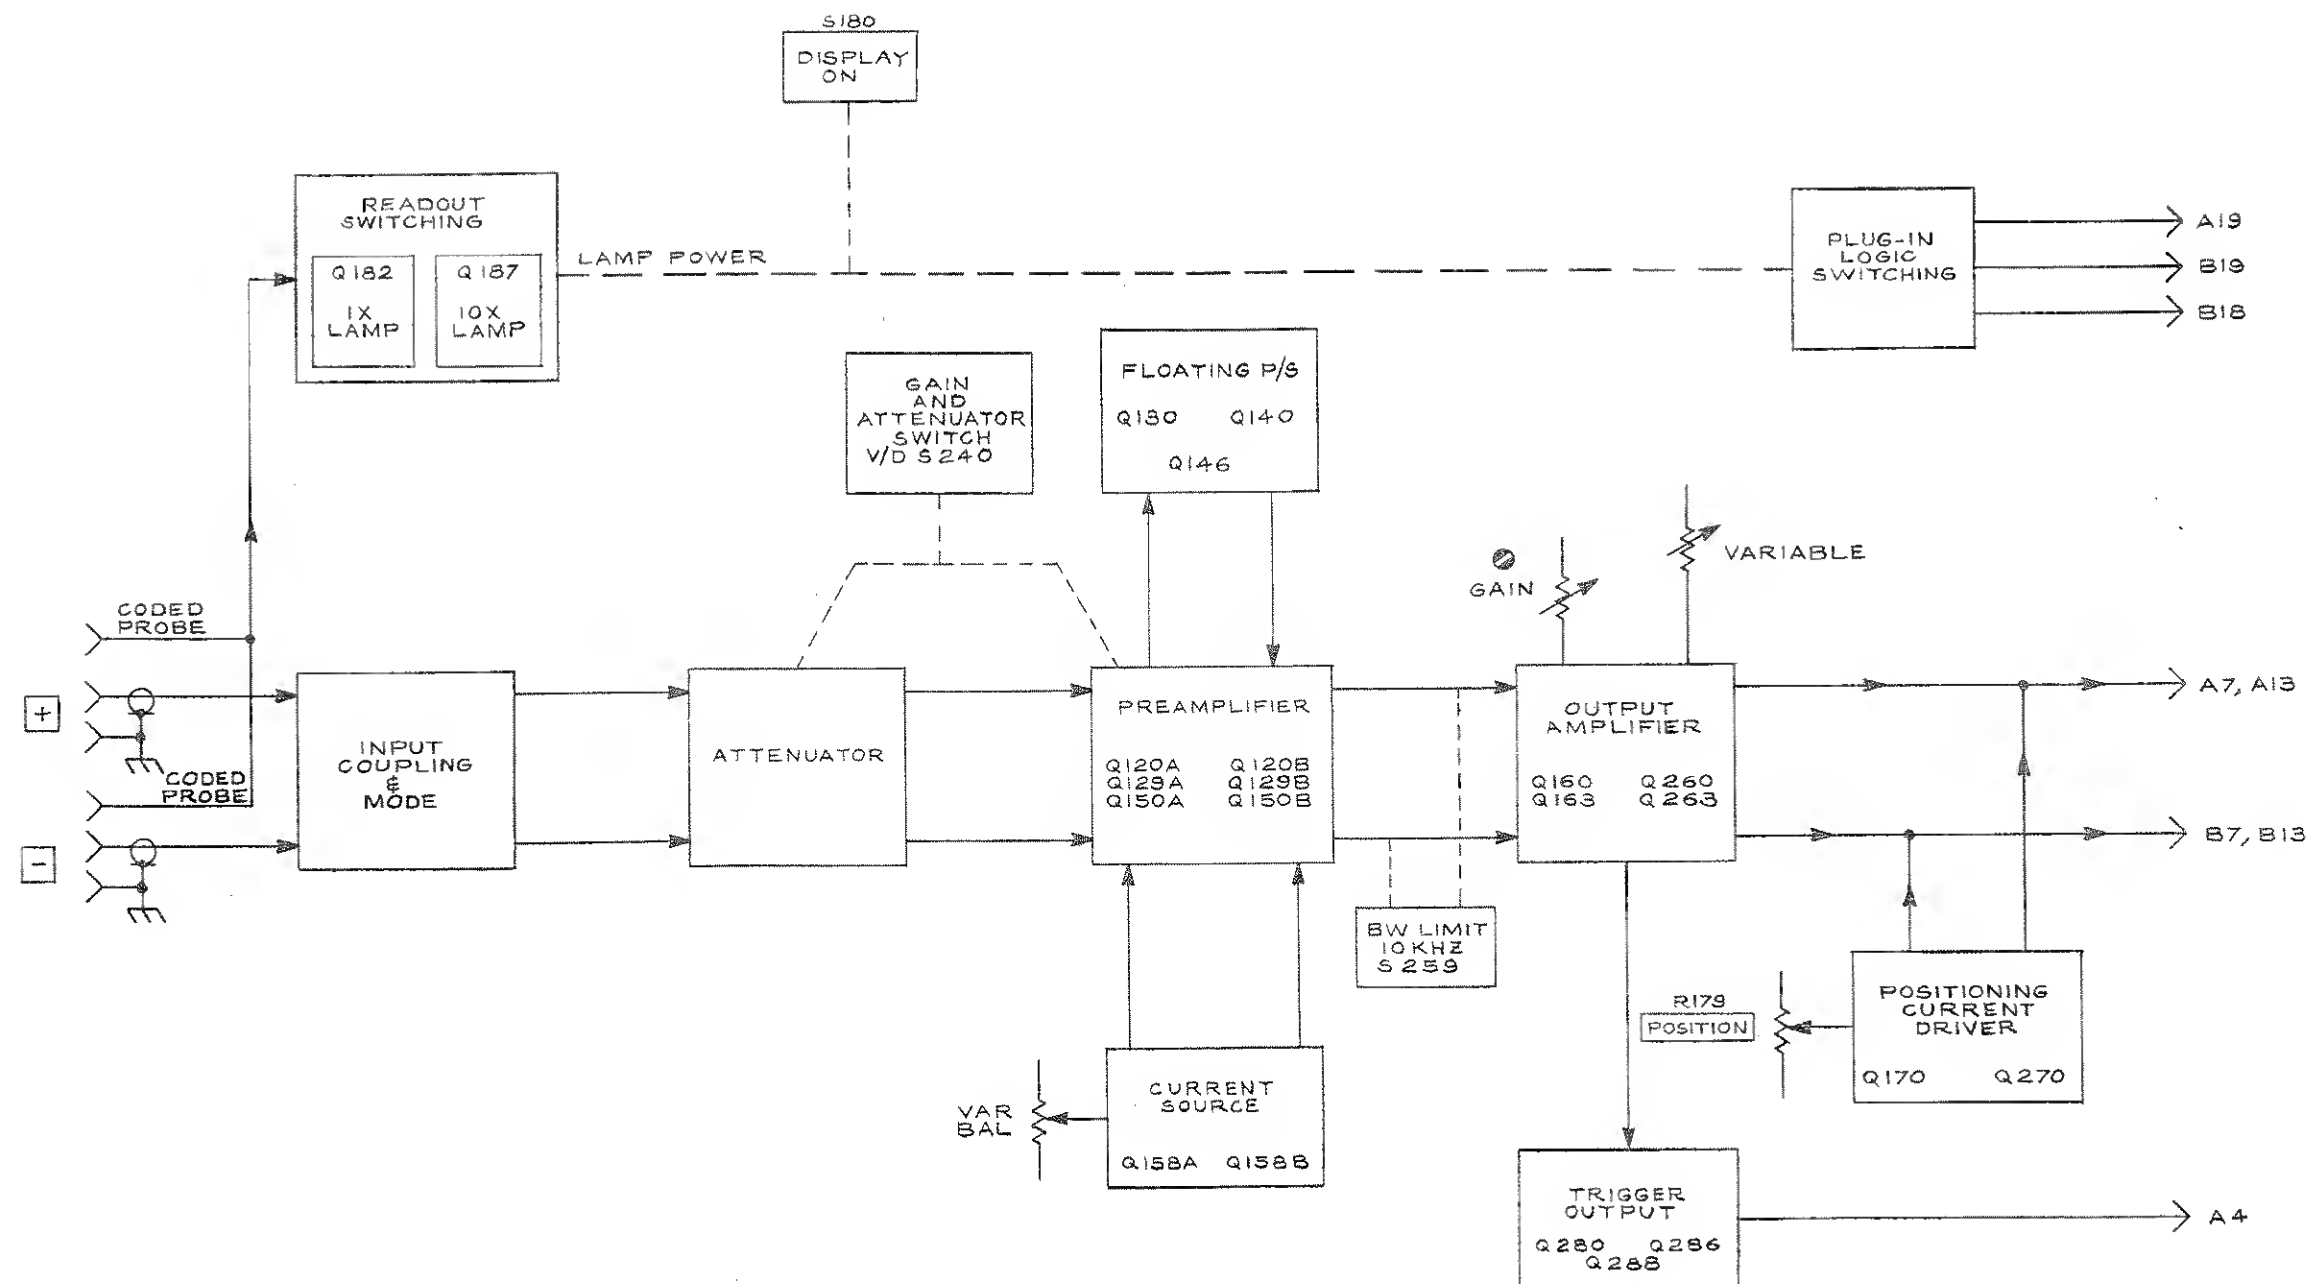 S180
DISPLAY
ON
READOUT
SWITCHING
Q182
1X
LAMP
Q187
10X
LAMP
LAMP POWER
PLUG-IN
LOGIC
SWITCHING
A19
B19
B18
GAIN
AND
ATTENUATOR
SWITCH
V/D S240
FLOATING P/S
Q130 Q140
Q146
GAIN
VARIABLE
CODED
PROBE
+
CODED
PROBE
-
INPUT
COUPLING
&
MODE
ATTENUATOR
PREAMPLIFIER
Q120A Q120B
Q129A Q129B
Q150A Q150B
OUTPUT
AMPLIFIER
Q160 Q260
Q163 Q263
A7, A13
B7, B13
BW LIMIT
10KHZ
S259
R179
POSITION
POSITIONING
CURRENT
DRIVER
Q170 Q270
VAR
BAL
CURRENT
SOURCE
Q158A Q158B
TRIGGER
OUTPUT
Q280 Q286
Q288
A4